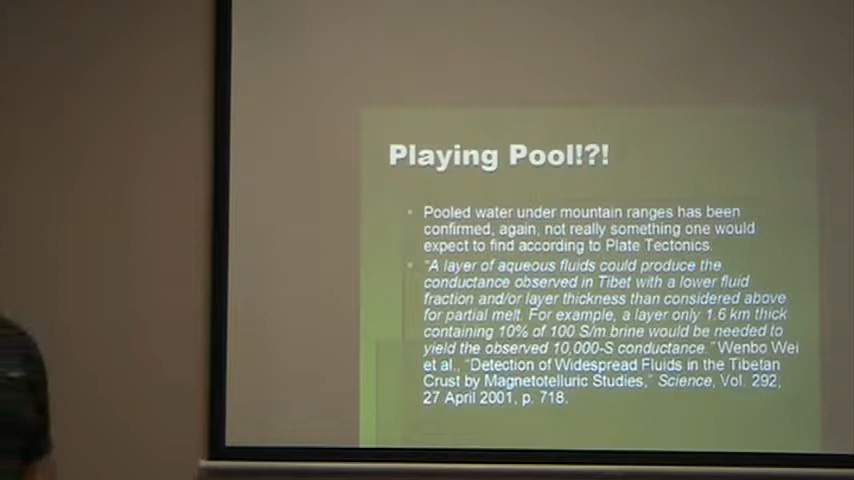 Playing Pool!?!
Pooled water under mountain ranges has been
confirmed, again, not really something one would
expect to find according to Plate Tectonics.
"A layer of aqueous fluids could produce the
conductance observed in Tibet with a lower fluid
fraction and/or layer thickness than considered above
for partial melt. For example, a layer only 1.6 km thick
containing 10% of 100 S/m brine would be needed to
yield the observed 10,000-S conductance." Wenbo Wei
et al., "Detection of Widespread Fluids in the Tibetan
Crust by Magnetotelluric Studies," Science, Vol. 292,
27 April 2001, p. 718.